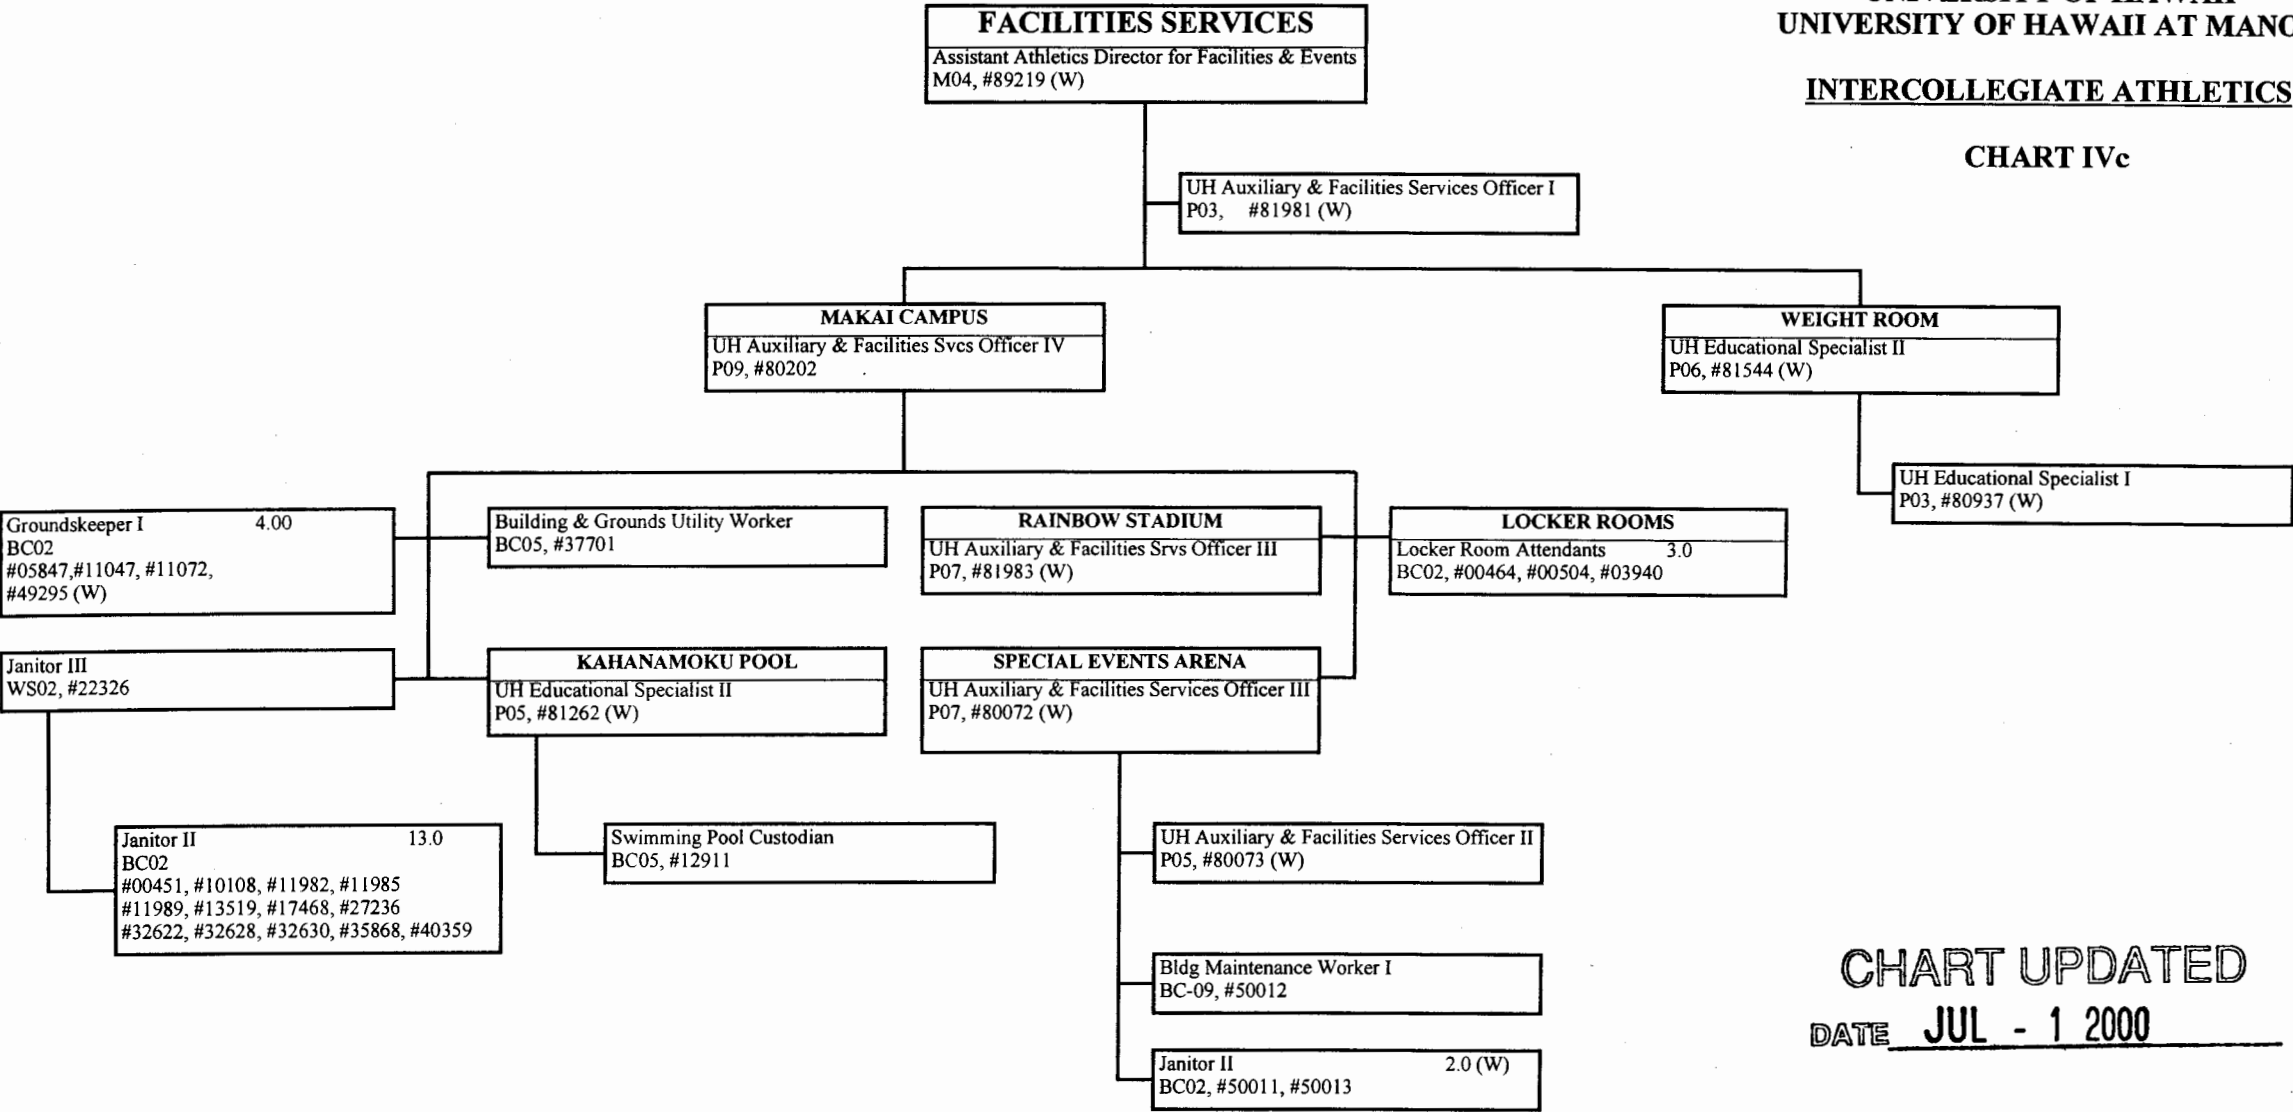 FACILITIES SERVICES
Assistant Athletics Director for Facilities & Events
M04, #89219 (W)
UNIVERSITY OF HAWAII AT MANO
INTERCOLLEGIATE ATHLETICS
CHART IVc
UH Auxiliary & Facilities Services Officer I
P03, #81981 (W)
MAKAI CAMPUS
UH Auxiliary & Facilities Svcs Officer IV
P09, #80202
WEIGHT ROOM
UH Educational Specialist II
P06, #81544 (W)
UH Educational Specialist I
P03, #80937 (W)
Groundskeeper I 4.00
BC02
#05847,#11047, #11072,
#49295 (W)
Building & Grounds Utility Worker
BC05, #37701
RAINBOW STADIUM
UH Auxiliary & Facilities Srvs Officer III
P07, #81983 (W)
LOCKER ROOMS
Locker Room Attendants 3.0
BC02, #00464, #00504, #03940
Janitor III
WS02, #22326
KAHANAMOKU POOL
UH Educational Specialist II
P05, #81262 (W)
SPECIAL EVENTS ARENA
UH Auxiliary & Facilities Services Officer III
P07, #80072 (W)
Janitor II 13.0
BC02
#00451, #10108, #11982, #11985
#11989, #13519, #17468, #27236
#32622, #32628, #32630, #35868, #40359
Swimming Pool Custodian
BC05, #12911
UH Auxiliary & Facilities Services Officer II
P05, #80073 (W)
Bldg Maintenance Worker I
BC-09, #50012
Janitor II 2.0 (W)
BC02, #50011, #50013
CHART UPDATED
DATE JUL - 1 2000